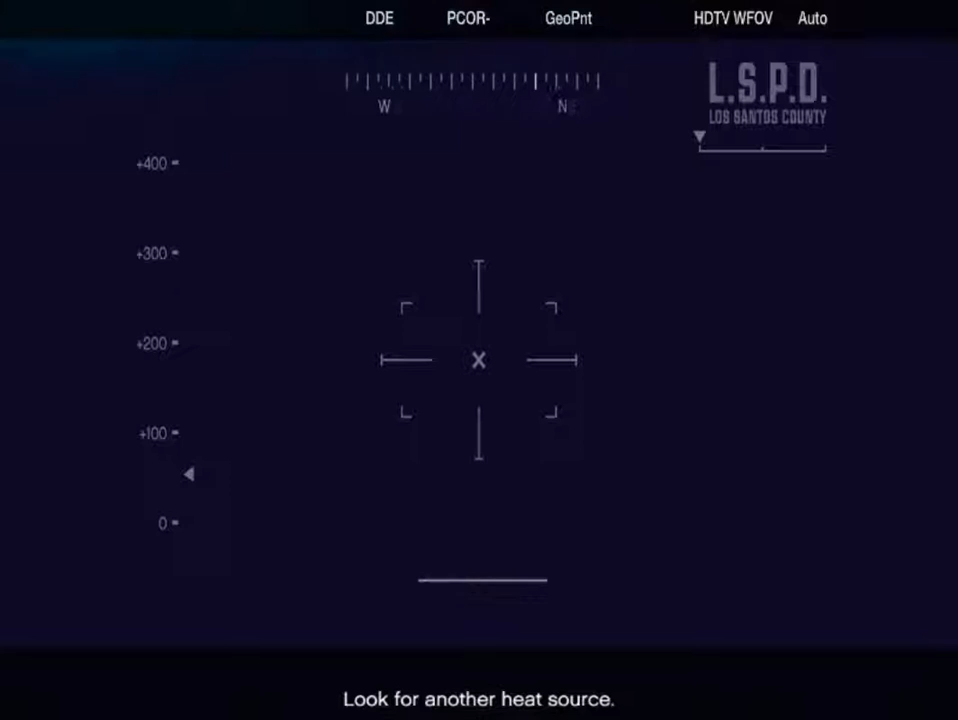 DDE PCOR- GeoPnt HDTV WFOV Auto
L.S.P.D.
LOS SANTOS COUNTY
W N
+400
+300
+200
+100
0
Look for another heat source.